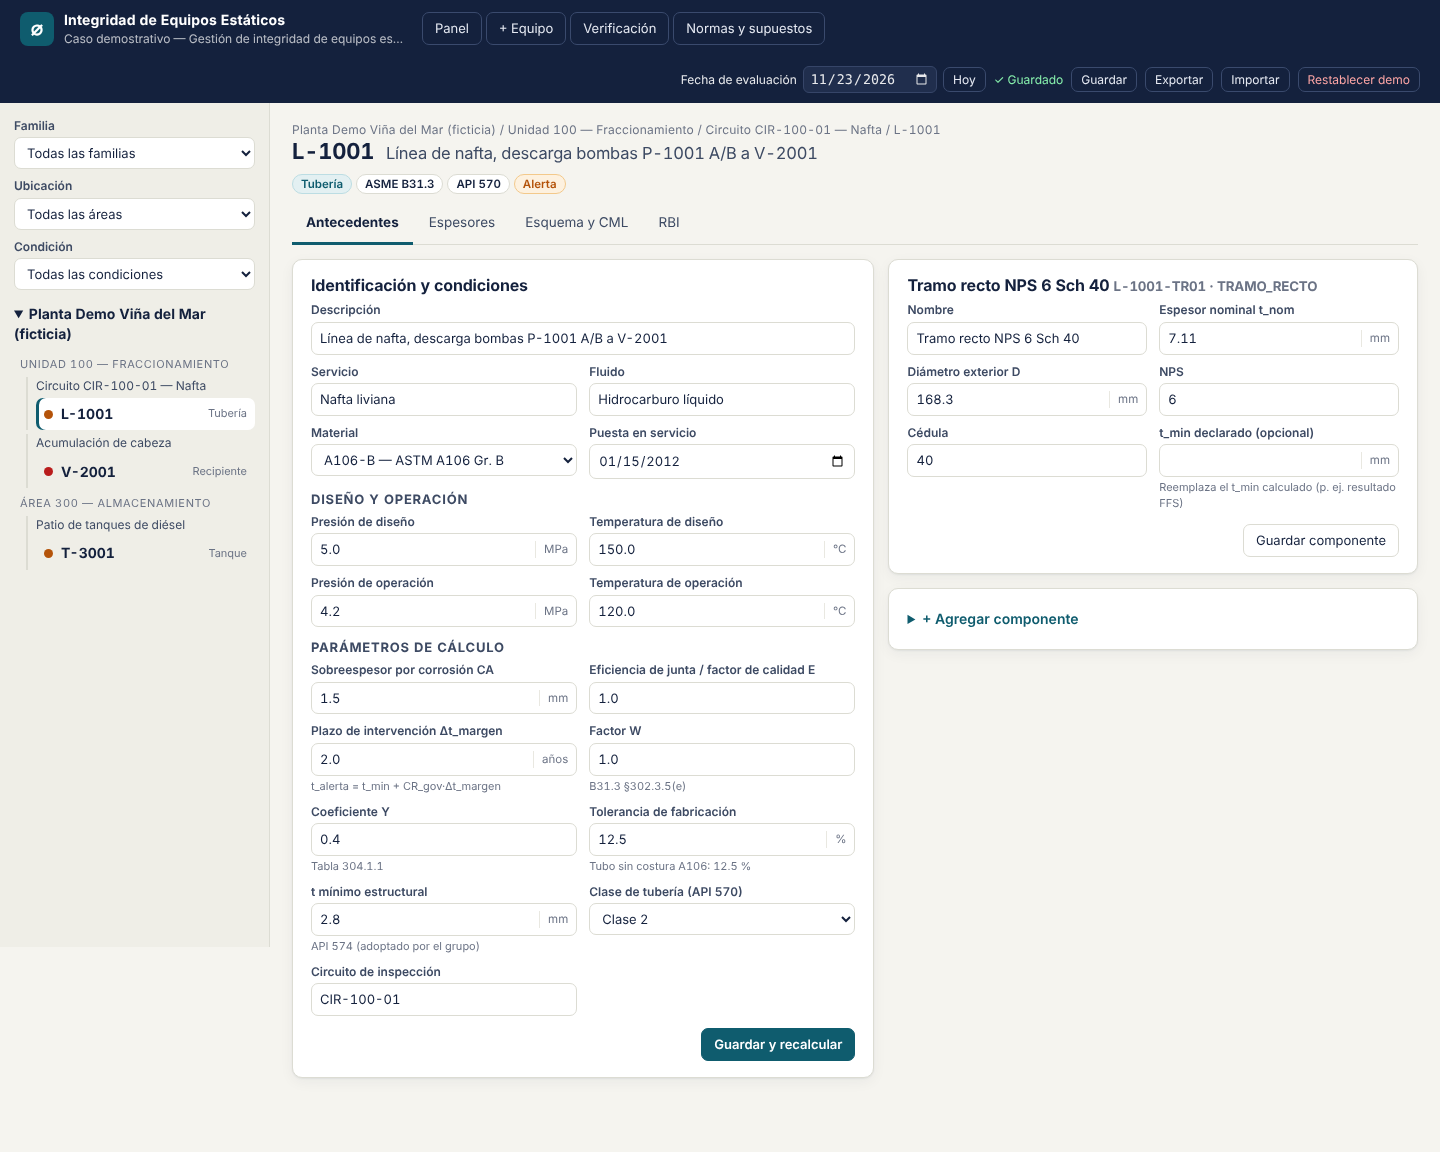 Integridad de Equipos Estáticos
Caso demostrativo — Gestión de integridad de equipos es...
Panel
+ Equipo
Verificación
Normas y supuestos
Fecha de evaluación
11/23/2026
Hoy
✓ Guardado
Guardar
Exportar
Importar
Restablecer demo
Familia
Todas las familias
Ubicación
Todas las áreas
Condición
Todas las condiciones
▼ Planta Demo Viña del Mar
(ficticia)
UNIDAD 100 — FRACCIONAMIENTO
Circuito CIR-100-01 — Nafta
L-1001 Tubería
Acumulación de cabeza
V-2001 Recipiente
ÁREA 300 — ALMACENAMIENTO
Patio de tanques de diésel
T-3001 Tanque
Planta Demo Viña del Mar (ficticia) / Unidad 100 — Fraccionamiento / Circuito CIR-100-01 — Nafta / L-1001
L-1001 Línea de nafta, descarga bombas P-1001 A/B a V-2001
Tubería ASME B31.3 API 570 Alerta
Antecedentes Espesores Esquema y CML RBI
Identificación y condiciones
Descripción
Línea de nafta, descarga bombas P-1001 A/B a V-2001
Servicio Fluido
Nafta liviana Hidrocarburo líquido
Material Puesta en servicio
A106-B — ASTM A106 Gr. B 01/15/2012
DISEÑO Y OPERACIÓN
Presión de diseño Temperatura de diseño
5.0 MPa 150.0 °C
Presión de operación Temperatura de operación
4.2 MPa 120.0 °C
PARÁMETROS DE CÁLCULO
Sobreespesor por corrosión CA Eficiencia de junta / factor de calidad E
1.5 mm 1.0
Plazo de intervención Δt_margen Factor W
2.0 años 1.0
t_alerta = t_min + CR_gov·Δt_margen B31.3 §302.3.5(e)
Coeficiente Y Tolerancia de fabricación
0.4 12.5 %
Tabla 304.1.1 Tubo sin costura A106: 12.5 %
t mínimo estructural Clase de tubería (API 570)
2.8 mm Clase 2
API 574 (adoptado por el grupo)
Circuito de inspección
CIR-100-01
Guardar y recalcular
Tramo recto NPS 6 Sch 40 L-1001-TR01 · TRAMO_RECTO
Nombre Espesor nominal t_nom
Tramo recto NPS 6 Sch 40 7.11 mm
Diámetro exterior D NPS
168.3 mm 6
Cédula t_min declarado (opcional)
40 mm
Reemplaza el t_min calculado (p. ej. resultado
FFS)
Guardar componente
▶ + Agregar componente